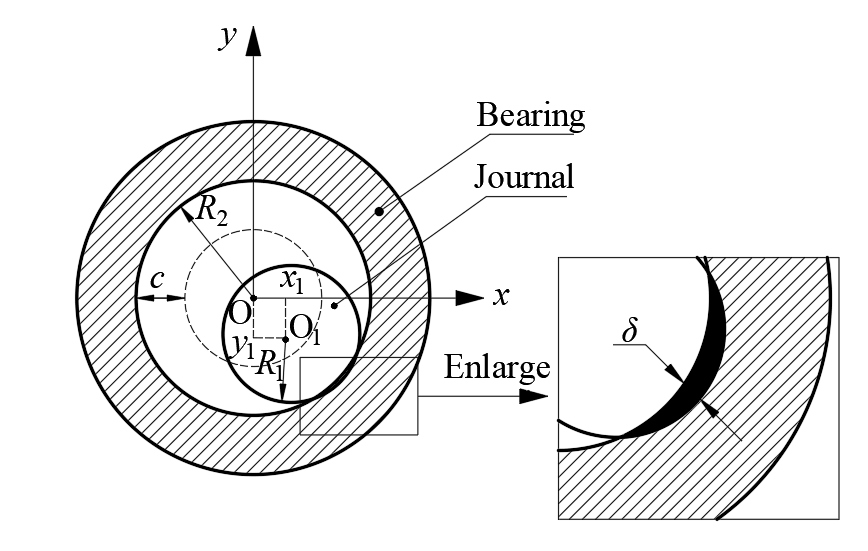 y
Bearing
Journal
R₂
c
x₁
x
O
O₁
y₁
R₁
δ
Enlarge